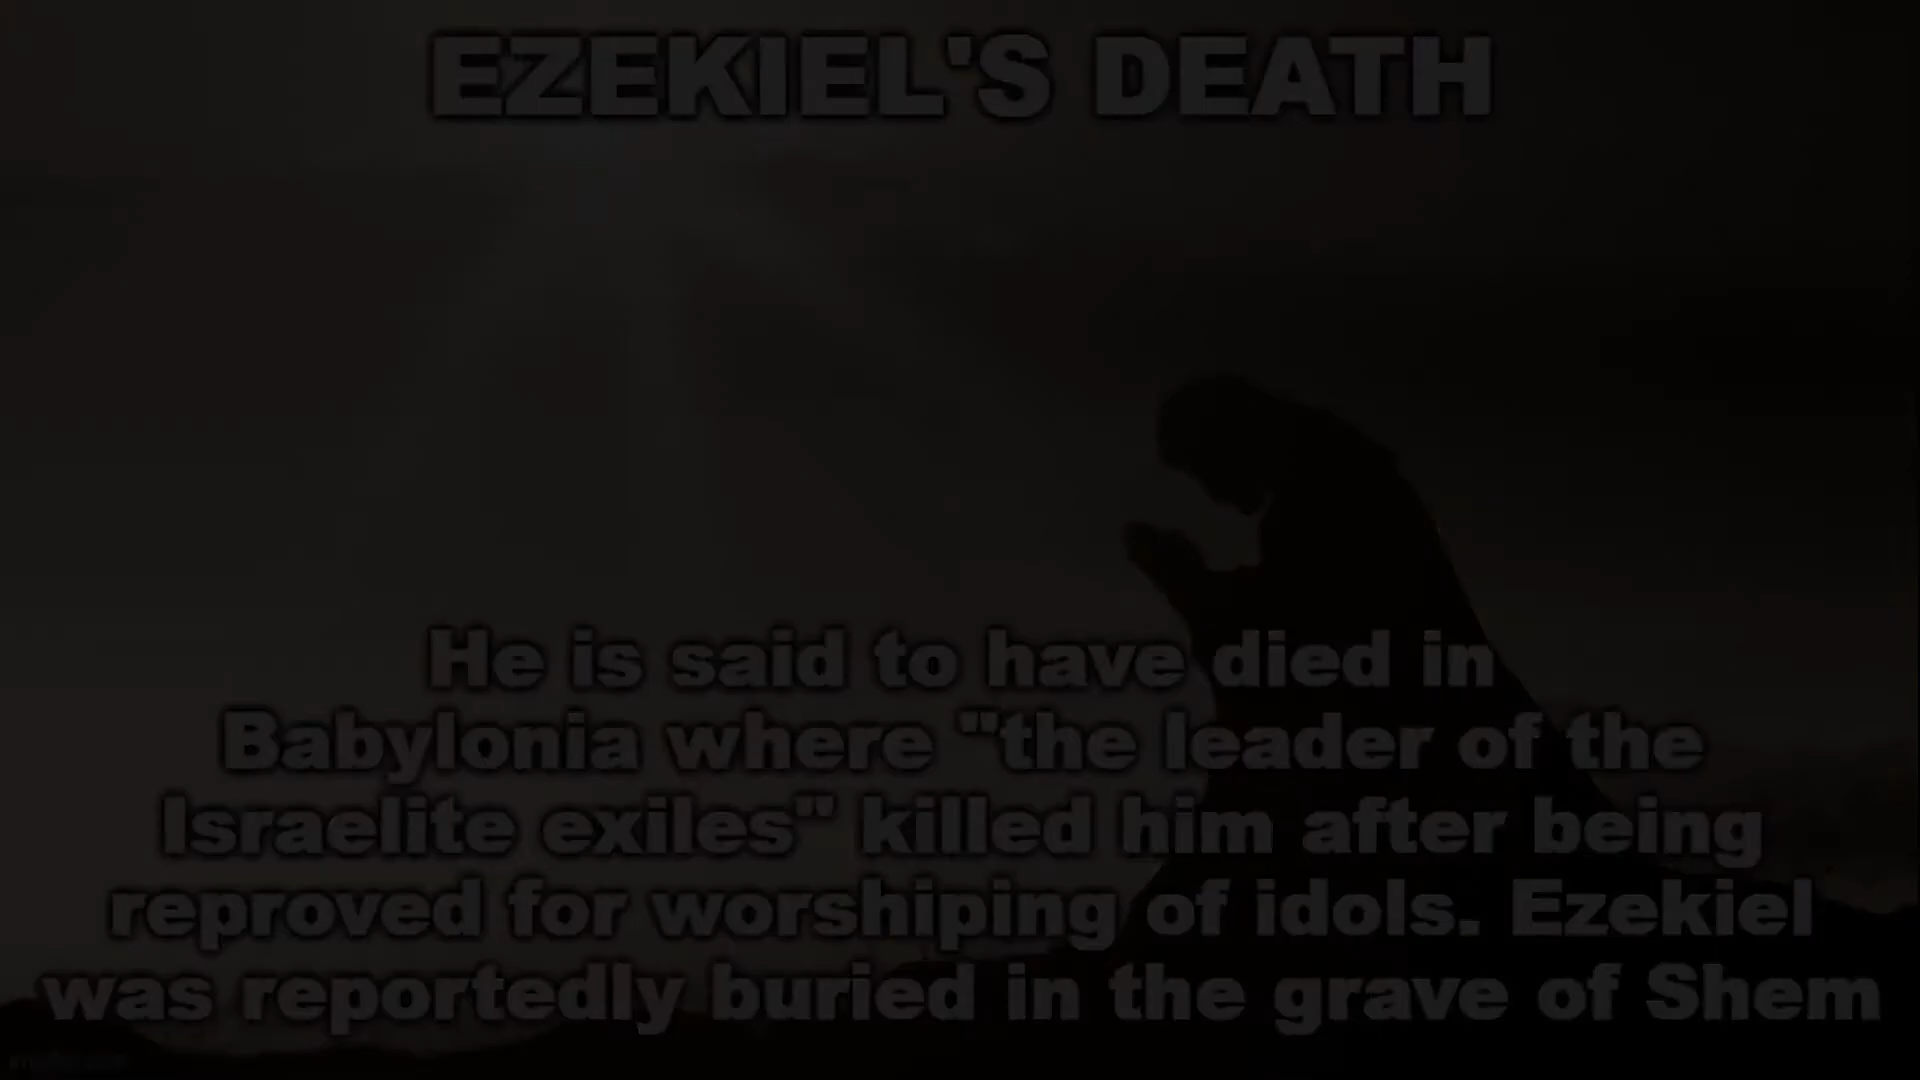 EZEKIEL'S DEATH
He is said to have died in
Babylonia where "the leader of the
Israelite exiles" killed him after being
reproved for worshiping of idols. Ezekiel
was reportedly buried in the grave of Shem